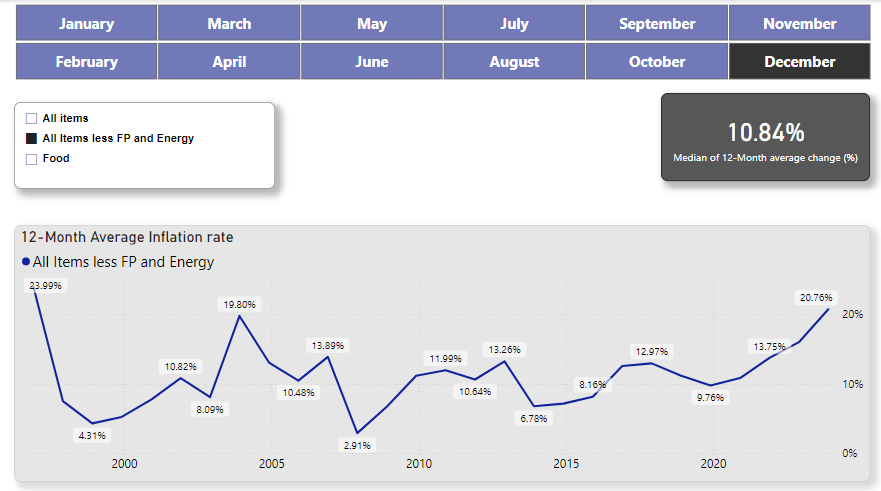 January March May July September November
February April June August October December
All items
All Items less FP and Energy
Food
10.84%
Median of 12-Month average change (%)
12-Month Average Inflation rate
All Items less FP and Energy
23.99%
20.76%
19.80%
20%
13.89%
13.26%
13.75%
12.97%
11.99%
10.82%
8.16%
10%
10.48%
10.64%
9.76%
8.09%
6.78%
4.31%
2.91%
0%
2000 2005 2010 2015 2020